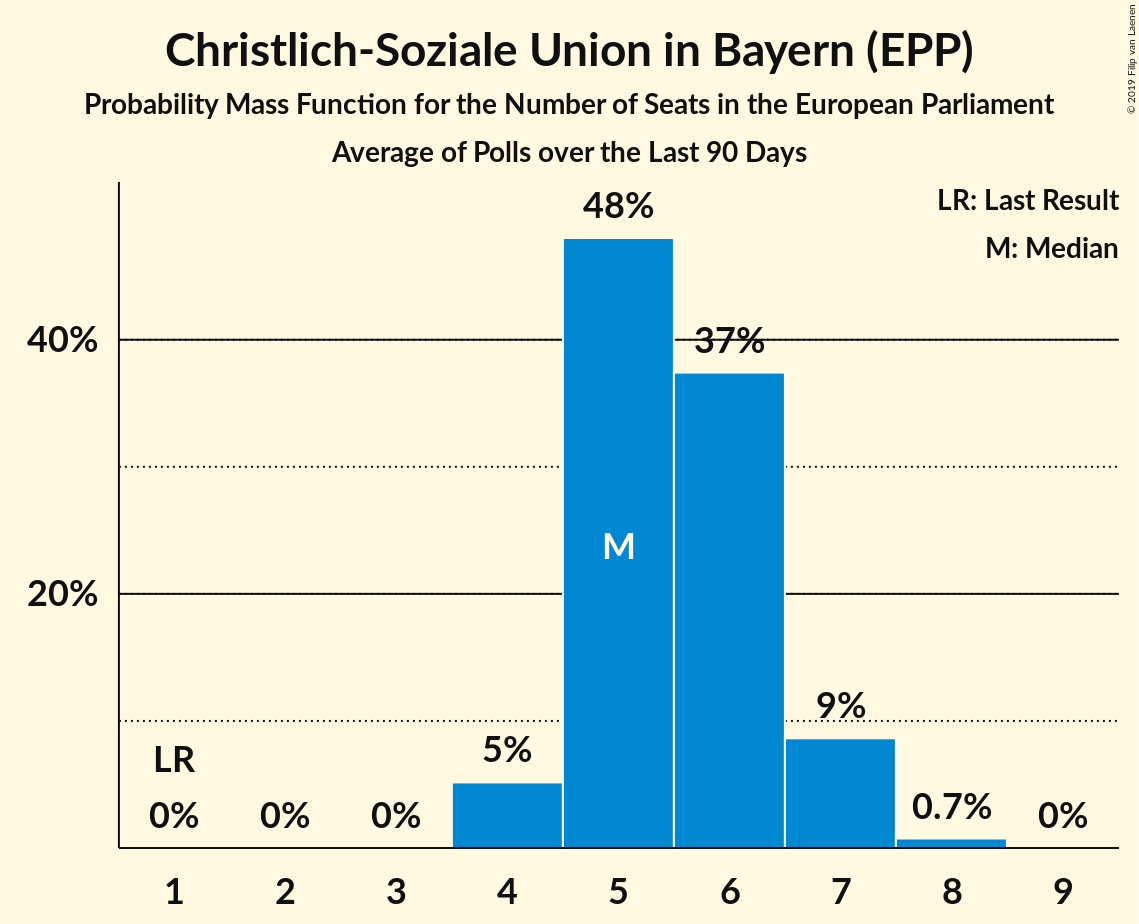 Christlich-Soziale Union in Bayern (EPP)
Probability Mass Function for the Number of Seats in the European Parliament
Average of Polls over the Last 90 Days
© 2019 Filip van Laenen
LR: Last Result
M: Median
48%
40%
37%
M
20%
9%
5%
LR
0.7%
0% 0% 0% 0%
1 2 3 4 5 6 7 8 9